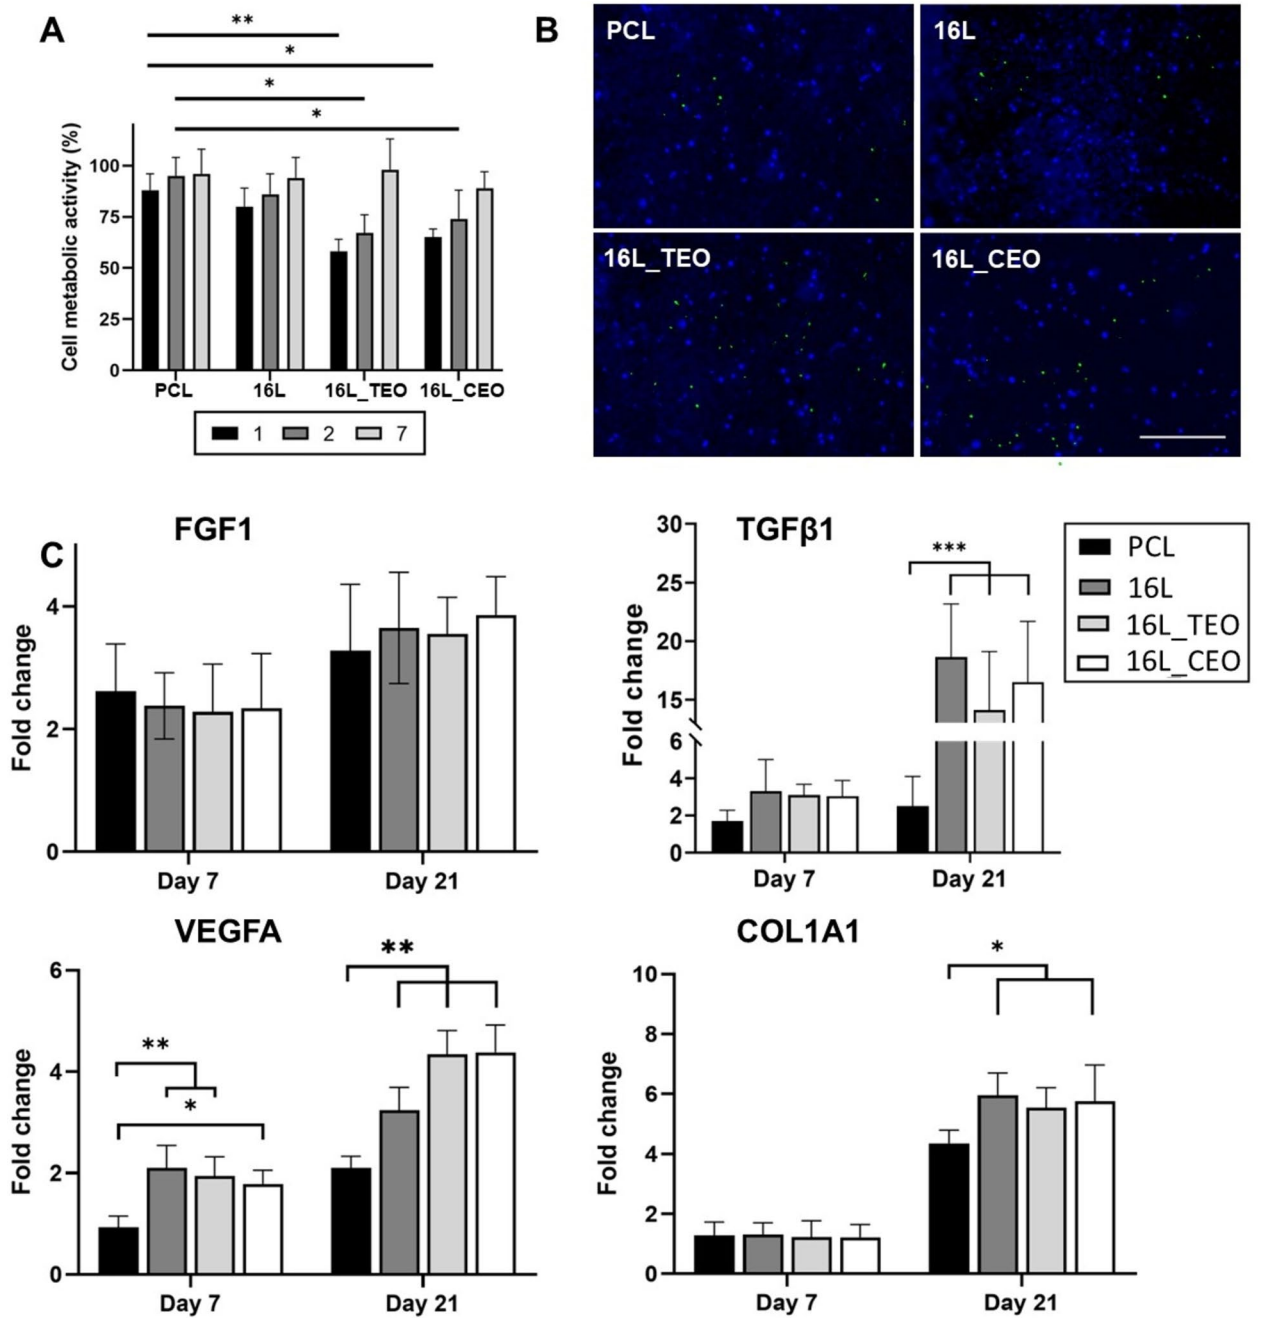 A
**
*
*
*
Cell metabolic activity (%)
100
75
50
25
0
PCL 16L 16L_TEO 16L_CEO
1 2 7
B
PCL
16L
16L_TEO
16L_CEO
C
FGF1
Fold change
4
2
0
Day 7 Day 21
TGFβ1
Fold change
30
25
20
15
6
4
2
0
***
Day 7 Day 21
PCL
16L
16L_TEO
16L_CEO
VEGFA
Fold change
6
4
2
0
**
*
**
Day 7 Day 21
COL1A1
Fold change
10
8
6
4
2
0
*
Day 7 Day 21